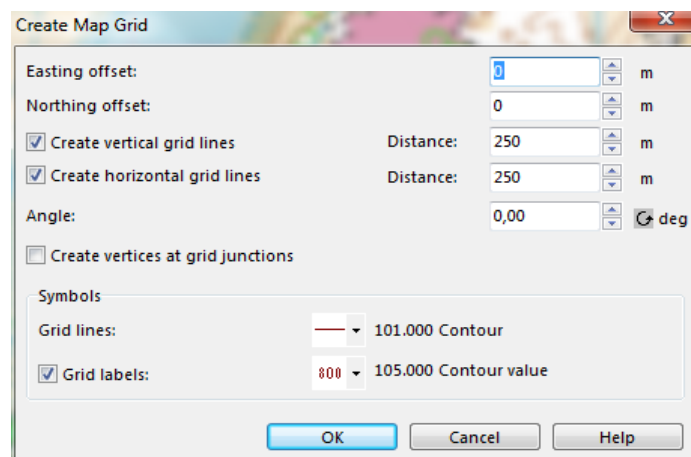 Create Map Grid
Easting offset: 0 m
Northing offset: 0 m
Create vertical grid lines Distance: 250 m
Create horizontal grid lines Distance: 250 m
Angle: 0,00 deg
Create vertices at grid junctions
Symbols
Grid lines: 101.000 Contour
Grid labels: 800 105.000 Contour value
OK Cancel Help